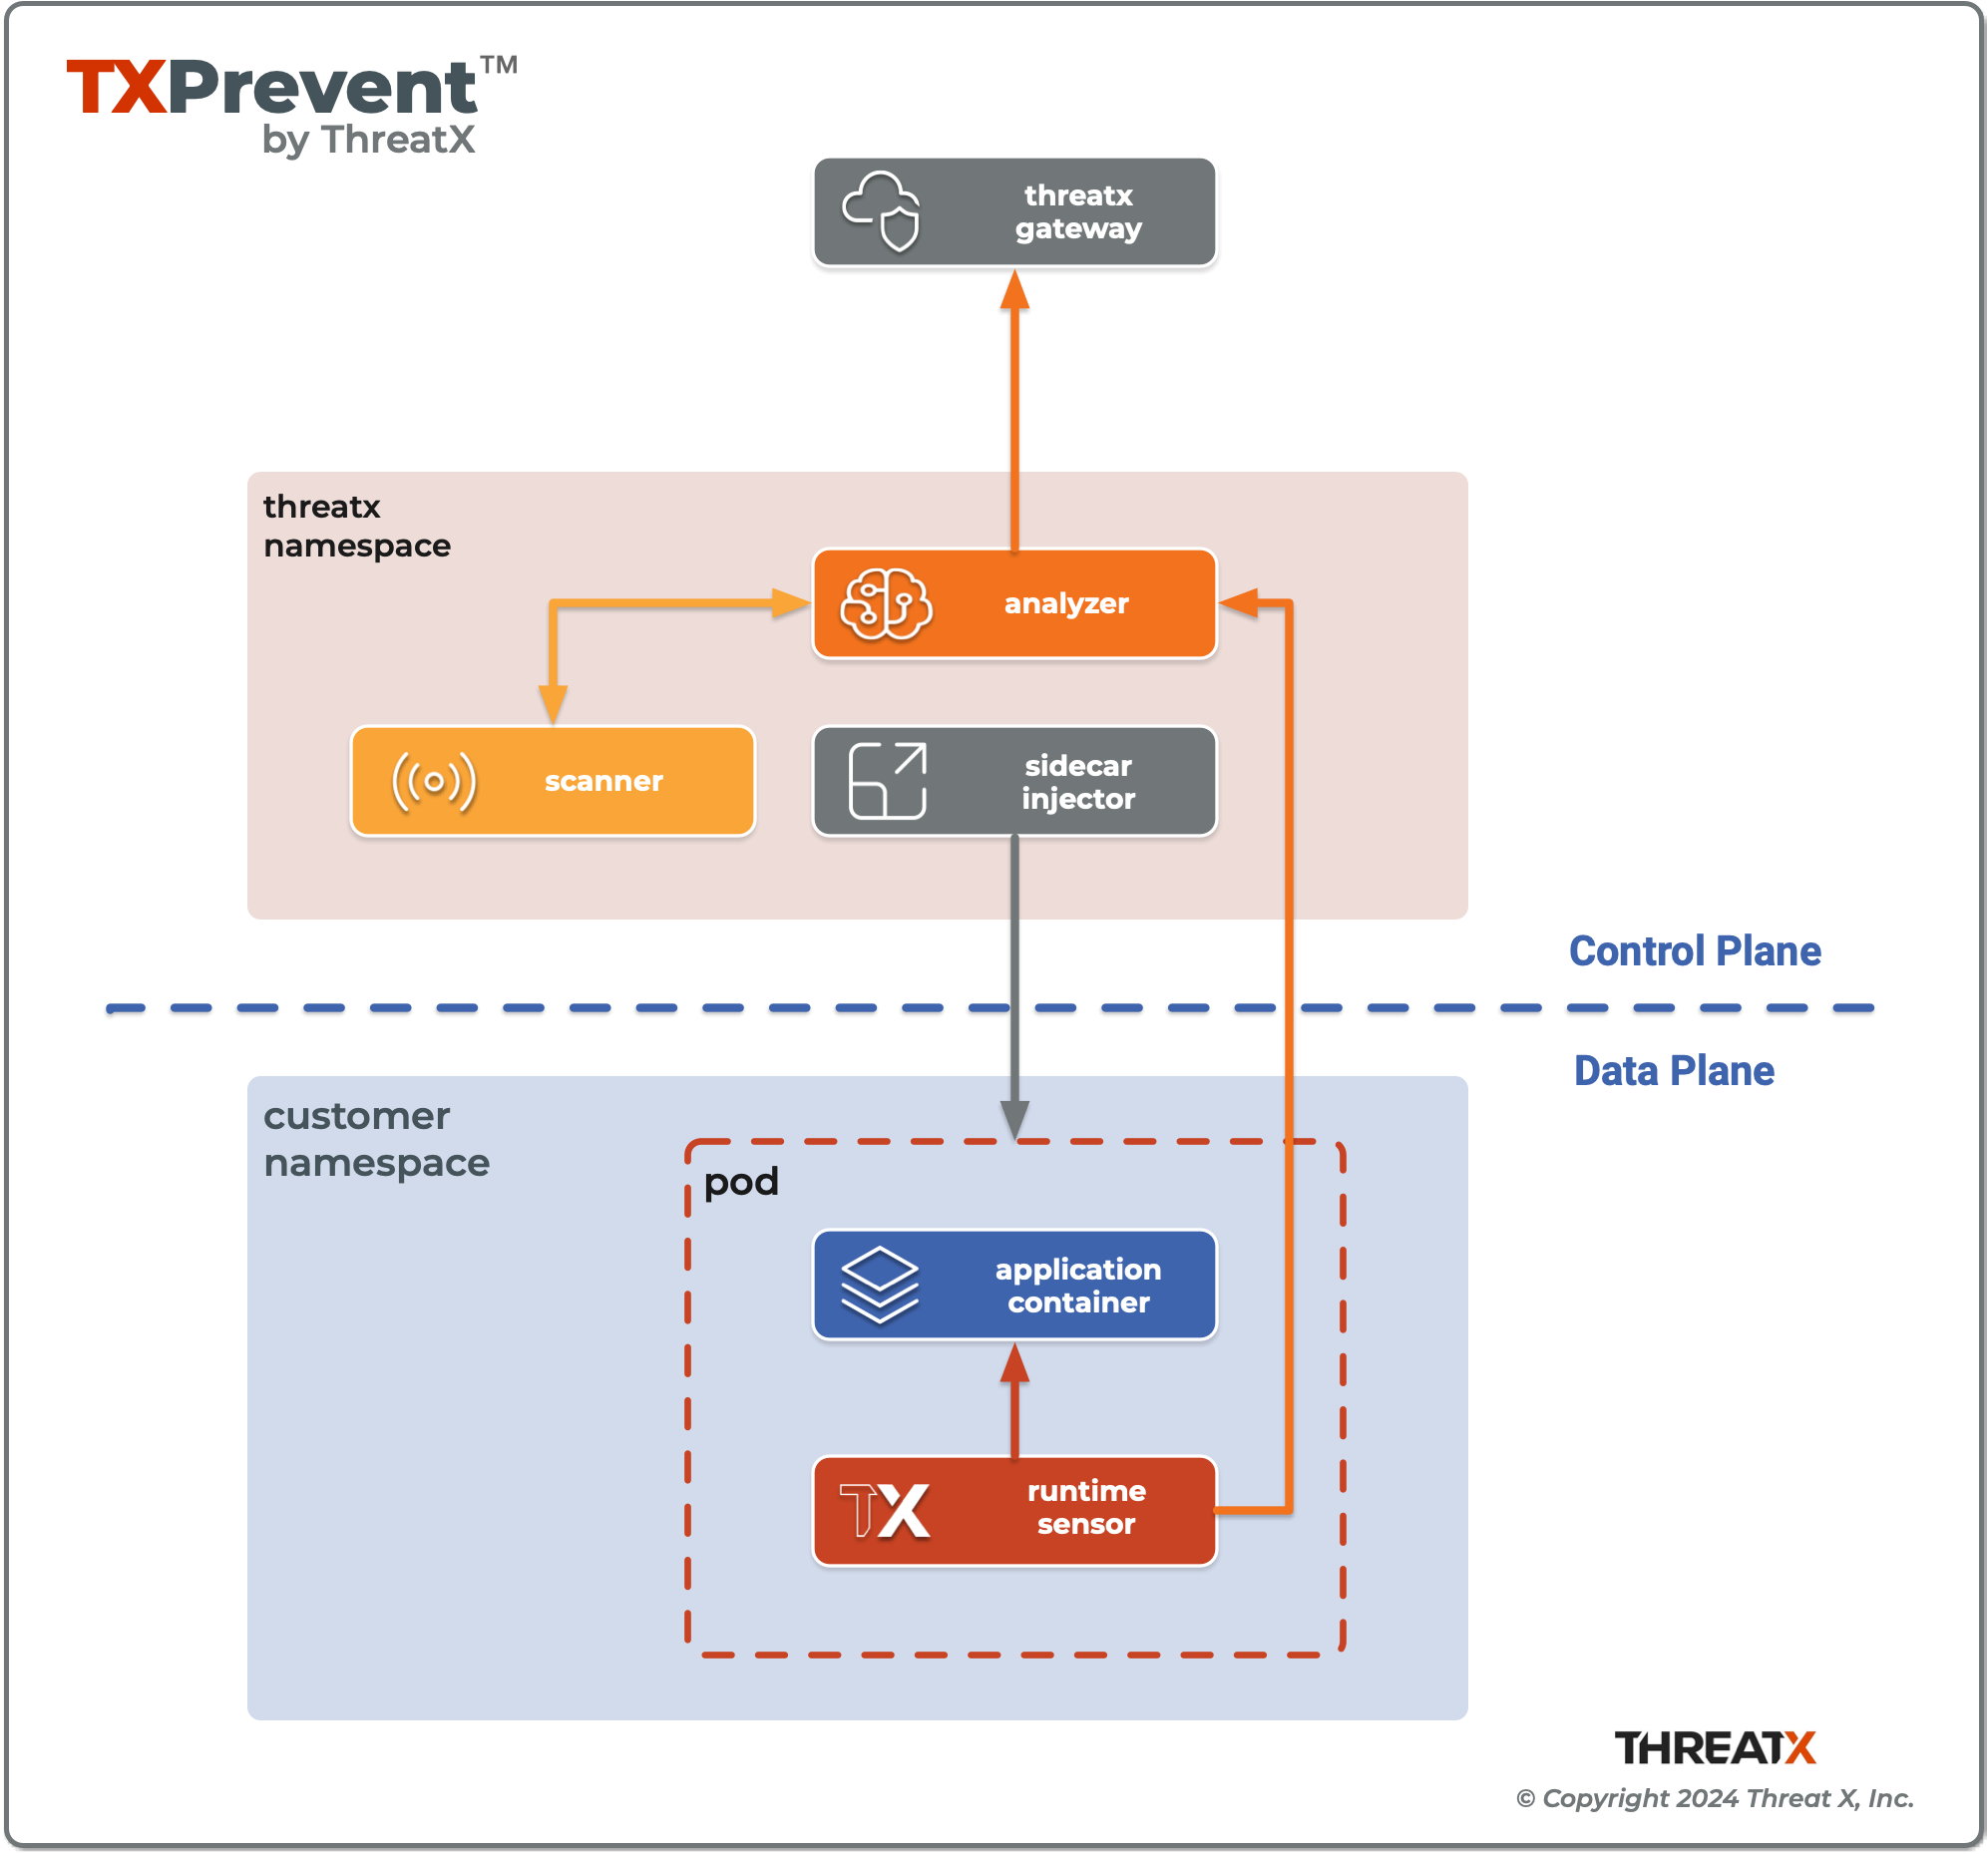 TXPrevent™
by ThreatX
threatx
gateway
threatx
namespace
analyzer
scanner
sidecar
injector
Control Plane
Data Plane
customer
namespace
pod
application
container
TX
runtime
sensor
THREATX
© Copyright 2024 Threat X, Inc.